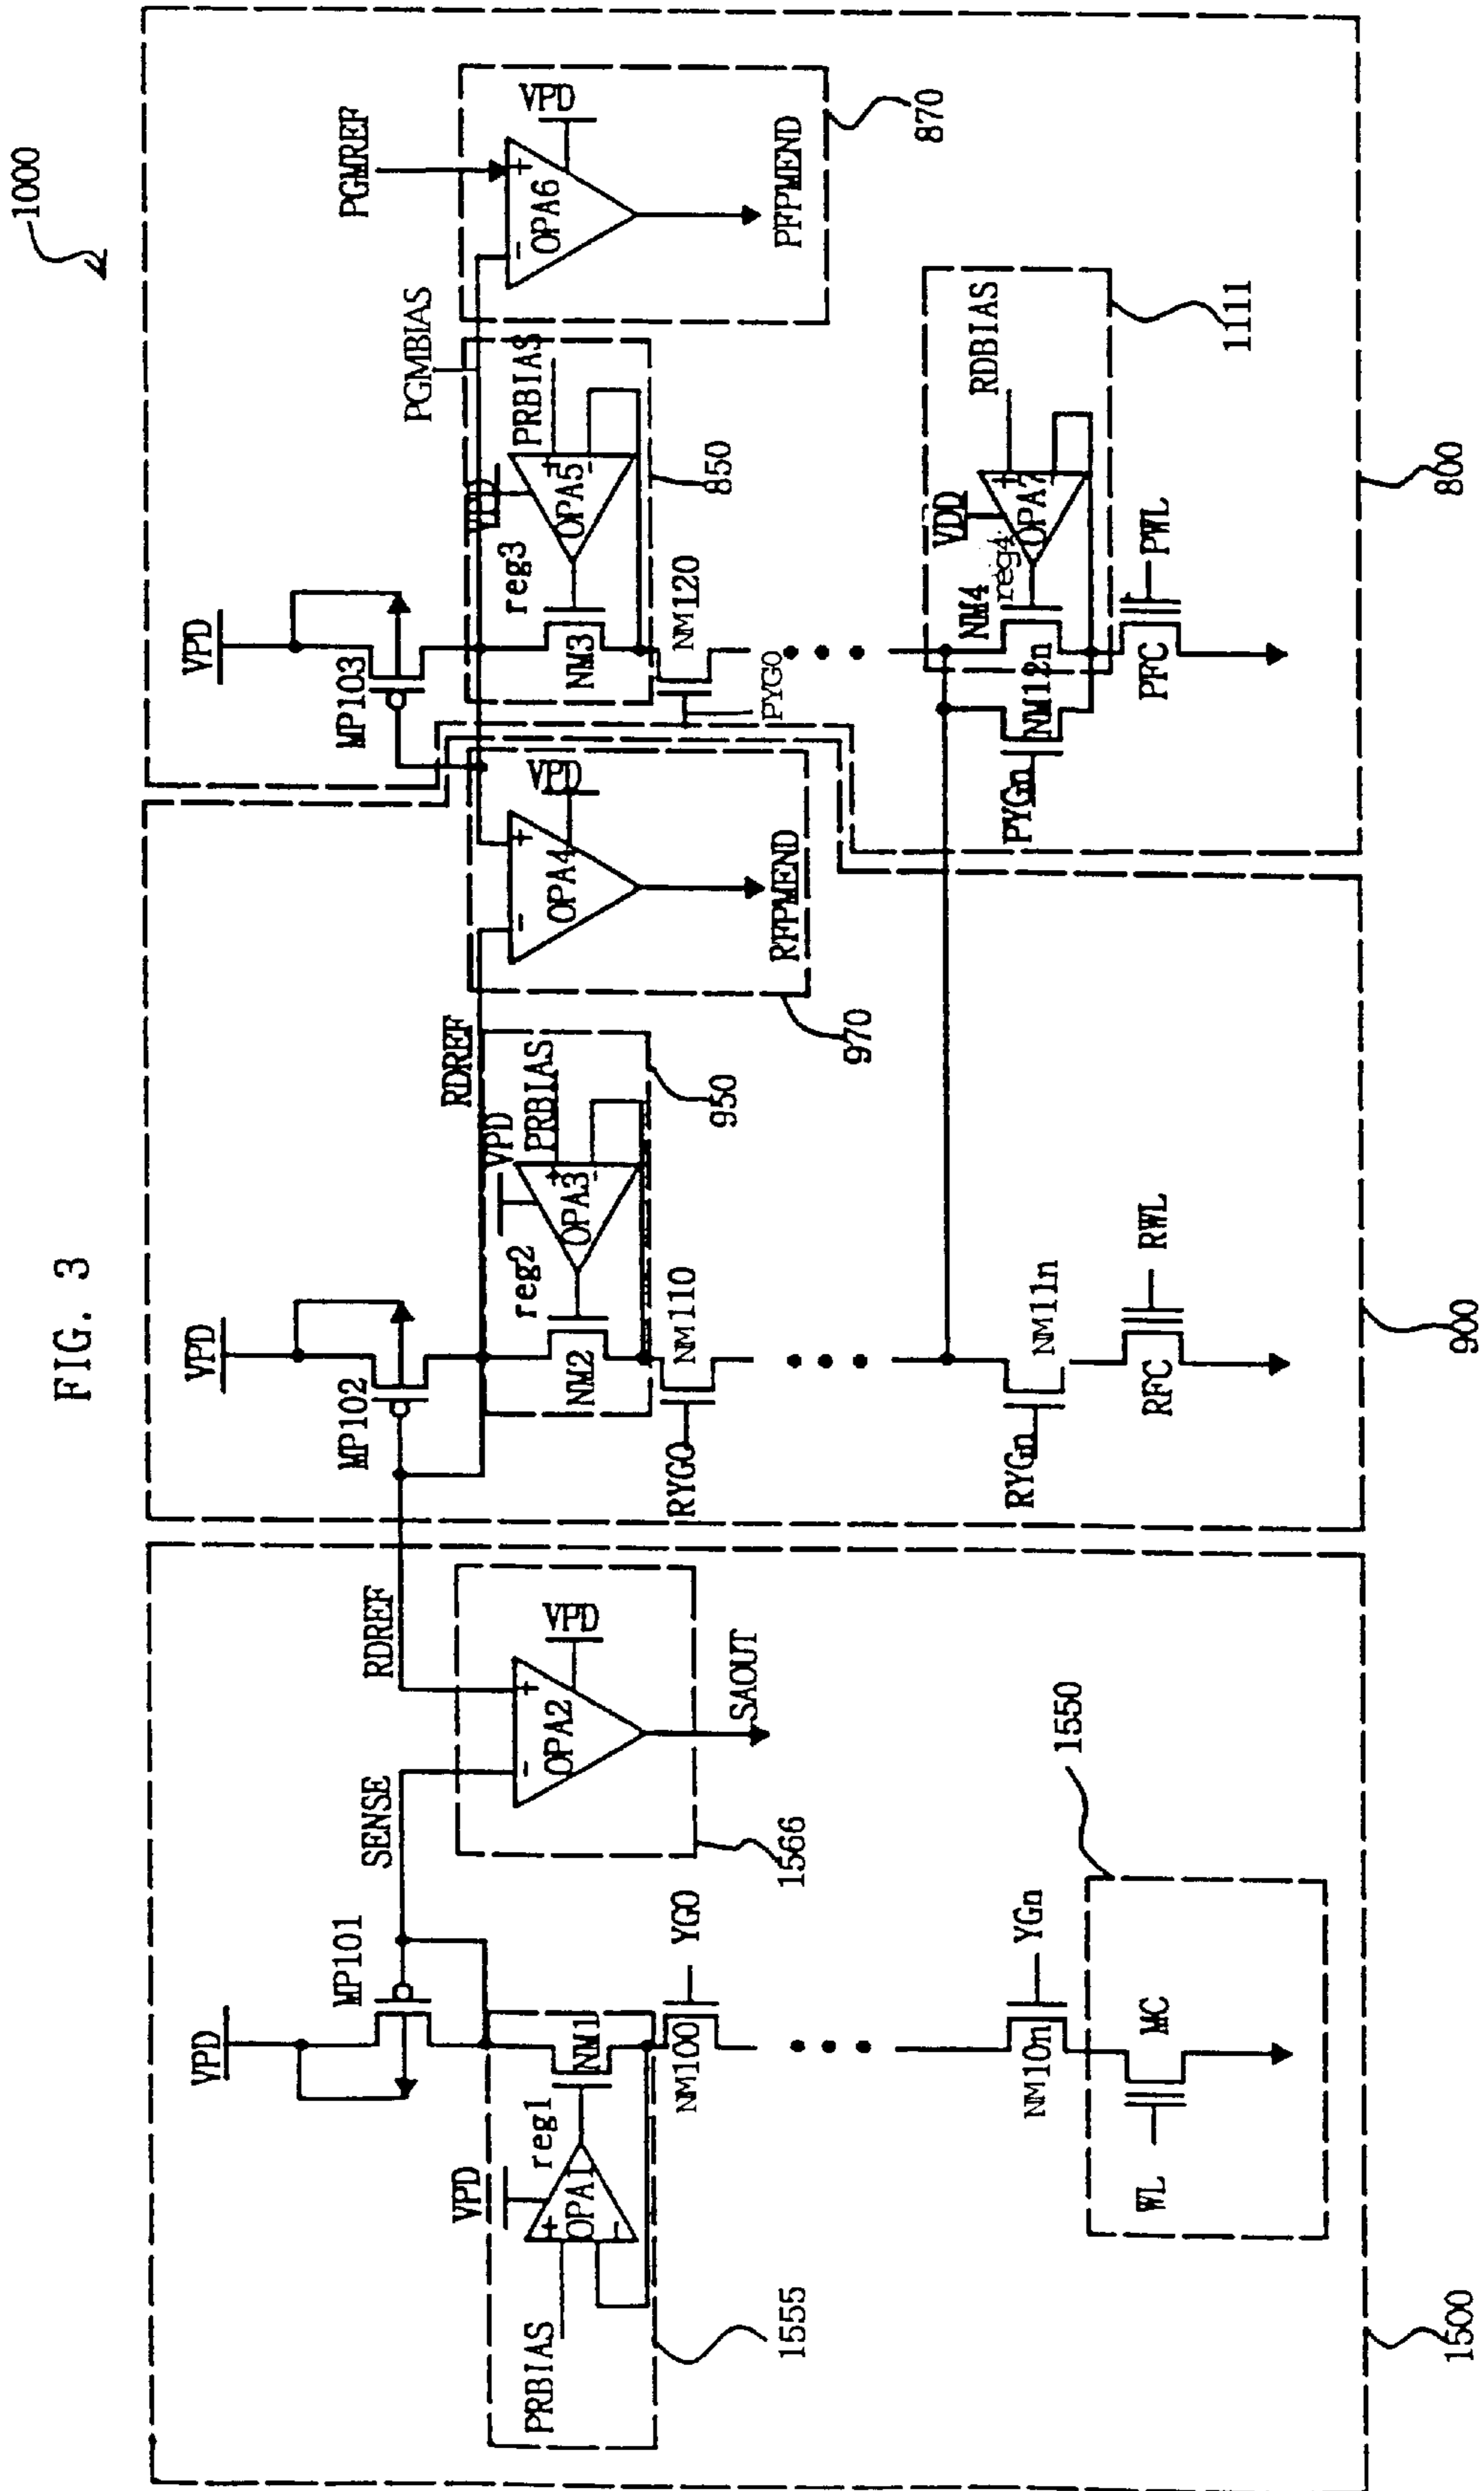 FIG. 3
1000
VPD
MP101
SENSE
RDREF
VPD
OPA2
-
+
SAOUT
1566
VPD
reg1
OPA1
+
-
PRBIAS
NM1
1555
NM100
YG0
NM10n
YGn
1550
WL
MC
1500
VPD
MP102
RDREF
VPD
reg2
PRBIAS
OPA3
+
-
NM2
950
NM110
RYG0
RYGn
NM11n
RFC
RWL
900
VPD
OPA4
-
+
RFPMEND
970
VPD
MP103
PGMBIAS
reg3
PRBIAS
OPA5
+
-
NM3
850
NM120
PYG0
PGMREF
VPD
OPA6
-
+
PFPMEND
870
VDD
RDBIAS
OPA7
+
reg4
NM4
1111
NM12n
PYGn
PFC
PWL
800